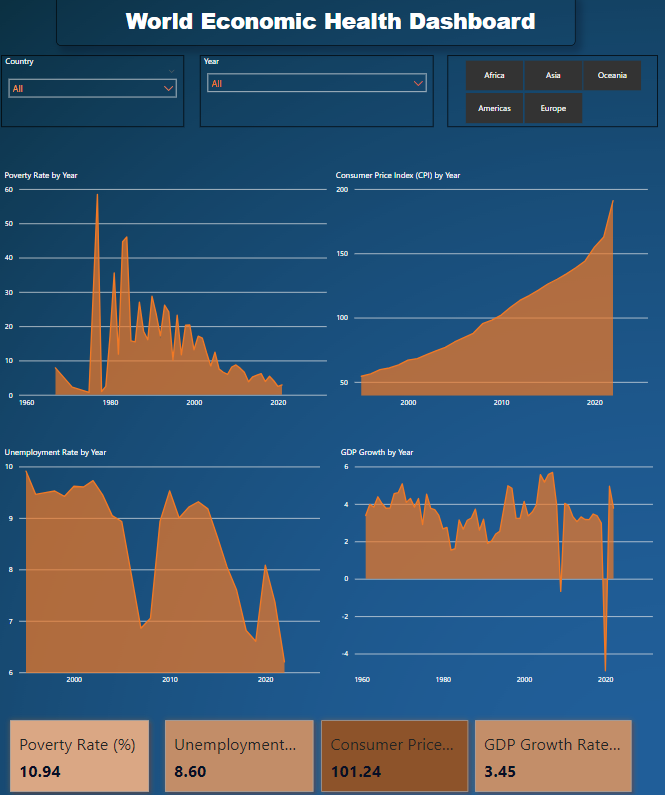 World Economic Health Dashboard
Country
Year
All
All
Africa
Asia
Oceania
Americas
Europe
Poverty Rate by Year
60
50
40
30
20
10
0
1960
1980
2000
2020
Consumer Price Index (CPI) by Year
200
150
100
50
2000
2010
2020
Unemployment Rate by Year
10
9
8
7
6
2000
2010
2020
GDP Growth by Year
6
4
2
0
-2
-4
1960
1980
2000
2020
Poverty Rate (%)
10.94
Unemployment...
8.60
Consumer Price...
101.24
GDP Growth Rate...
3.45